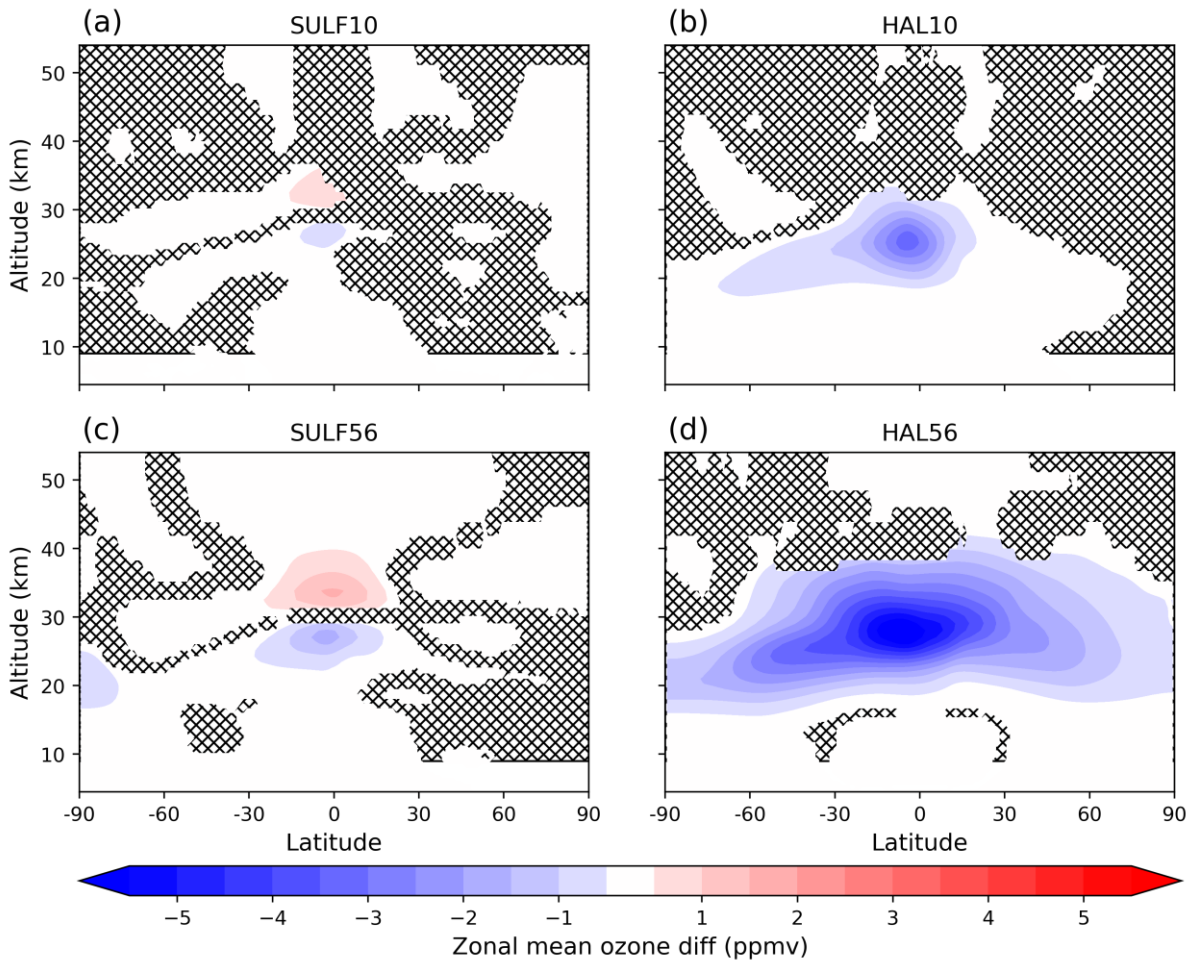 (a) SULF10
(b) HAL10
50
40
30
20
10
Altitude (km)
(c) SULF56
(d) HAL56
50
40
30
20
10
Altitude (km)
-90 -60 -30 0 30 60 90
-90 -60 -30 0 30 60 90
Latitude
Latitude
−5 −4 −3 −2 −1 1 2 3 4 5
Zonal mean ozone diff (ppmv)